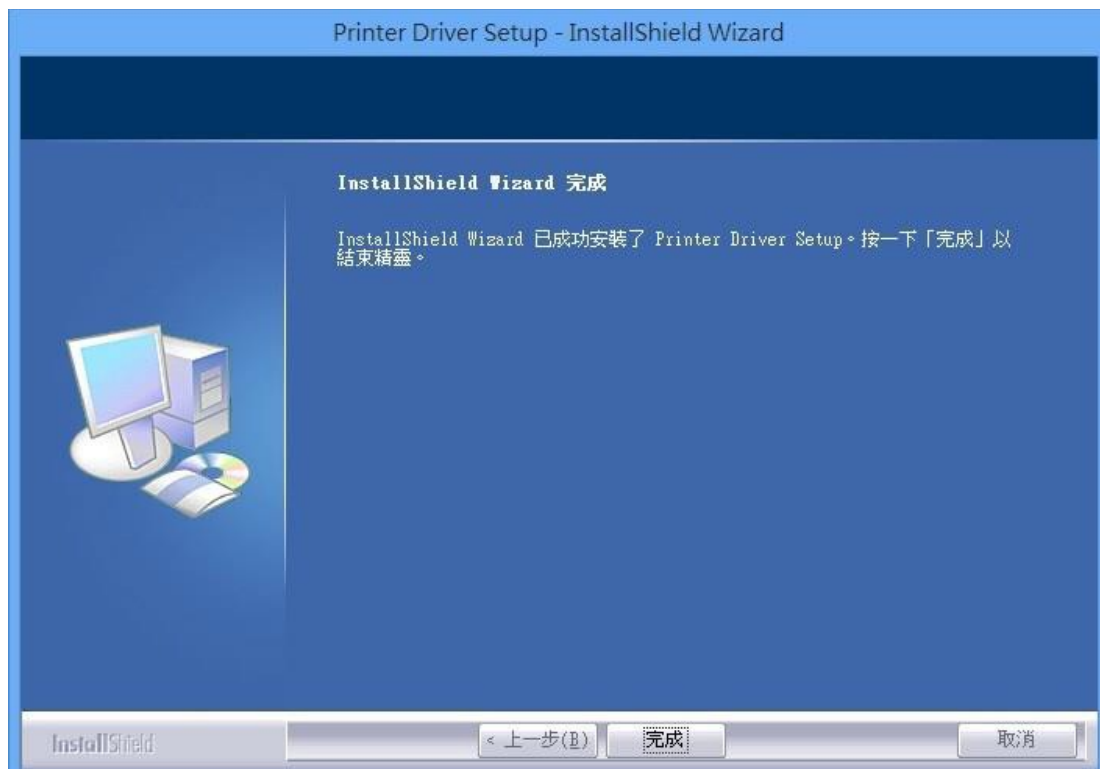 Printer Driver Setup - InstallShield Wizard
InstallShield Wizard 完成
InstallShield Wizard 已成功安裝了 Printer Driver Setup。按一下「完成」以
結束精靈。
InstallShield
< 上一步(B)
完成
取消